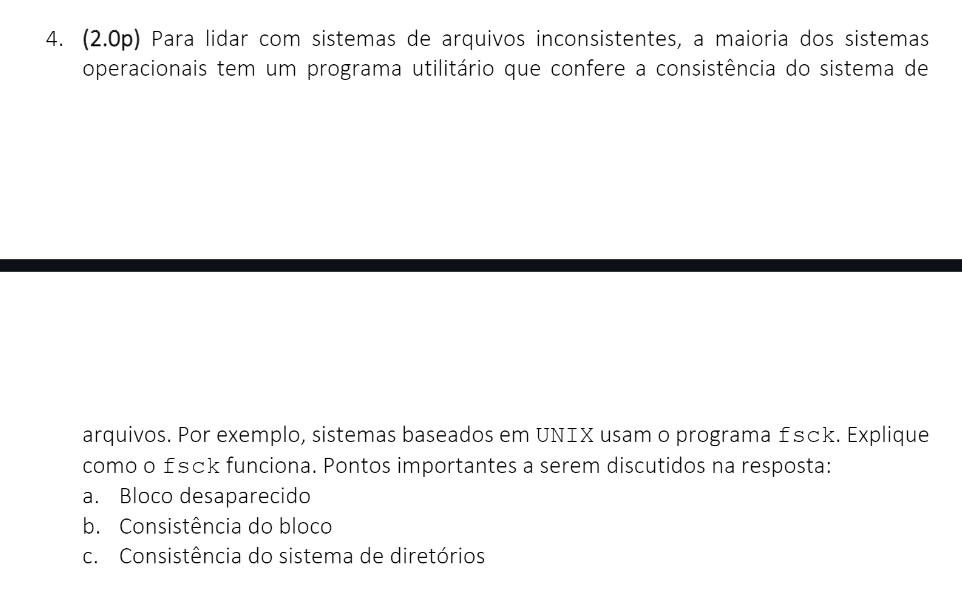 4. (2.0p) Para lidar com sistemas de arquivos inconsistentes, a maioria dos sistemas
operacionais tem um programa utilitário que confere a consistência do sistema de
arquivos. Por exemplo, sistemas baseados em UNIX usam o programa fsck. Explique
como o fsck funciona. Pontos importantes a serem discutidos na resposta:
a. Bloco desaparecido
b. Consistência do bloco
c. Consistência do sistema de diretórios